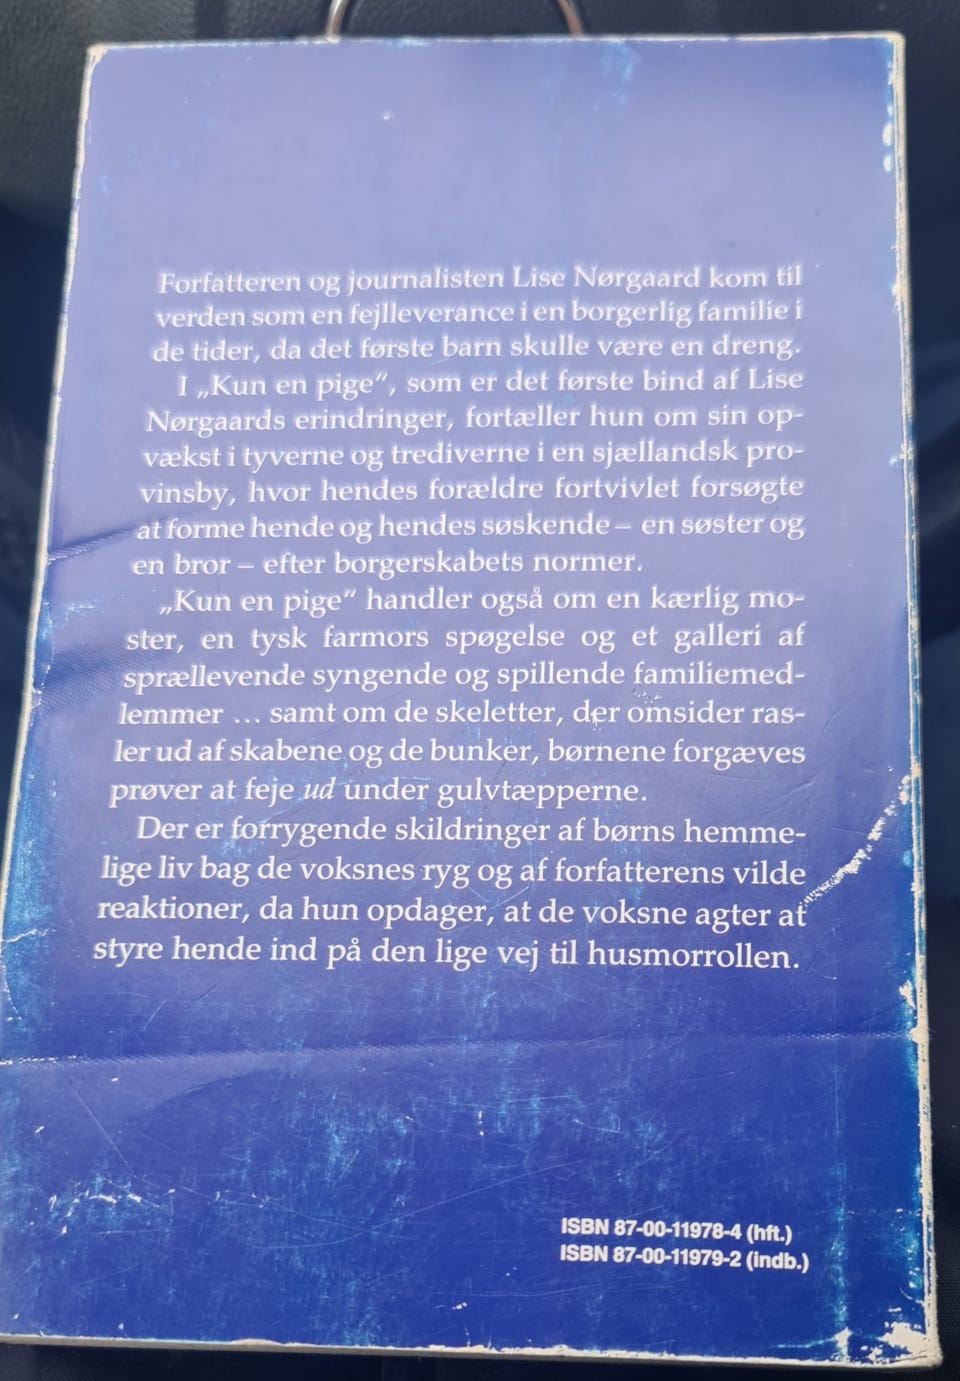 Forfatteren og journalisten Lise Nørgaard kom til
verden som en fejlleverance i en borgerlig familie i
de tider, da det første barn skulle være en dreng.
I „Kun en pige“, som er det første bind af Lise
Nørgaards erindringer, fortæller hun om sin op-
vækst i tyverne og trediverne i en sjællandsk pro-
vinsby, hvor hendes forældre fortvivlet forsøgte
at forme hende og hendes søskende – en søster og
en bror – efter borgerskabets normer.
„Kun en pige“ handler også om en kærlig mo-
ster, en tysk farmors spøgelse og et galleri af
sprællevende syngende og spillende familiemed-
lemmer ... samt om de skeletter, der omsider ras-
ler ud af skabene og de bunker, børnene forgæves
prøver at feje ud under gulvtæpperne.
Der er forrygende skildringer af børns hemme-
lige liv bag de voksnes ryg og af forfatterens vilde
reaktioner, da hun opdager, at de voksne agter at
styre hende ind på den lige vej til husmorrollen.
ISBN 87-00-11978-4 (hft.)
ISBN 87-00-11979-2 (indb.)